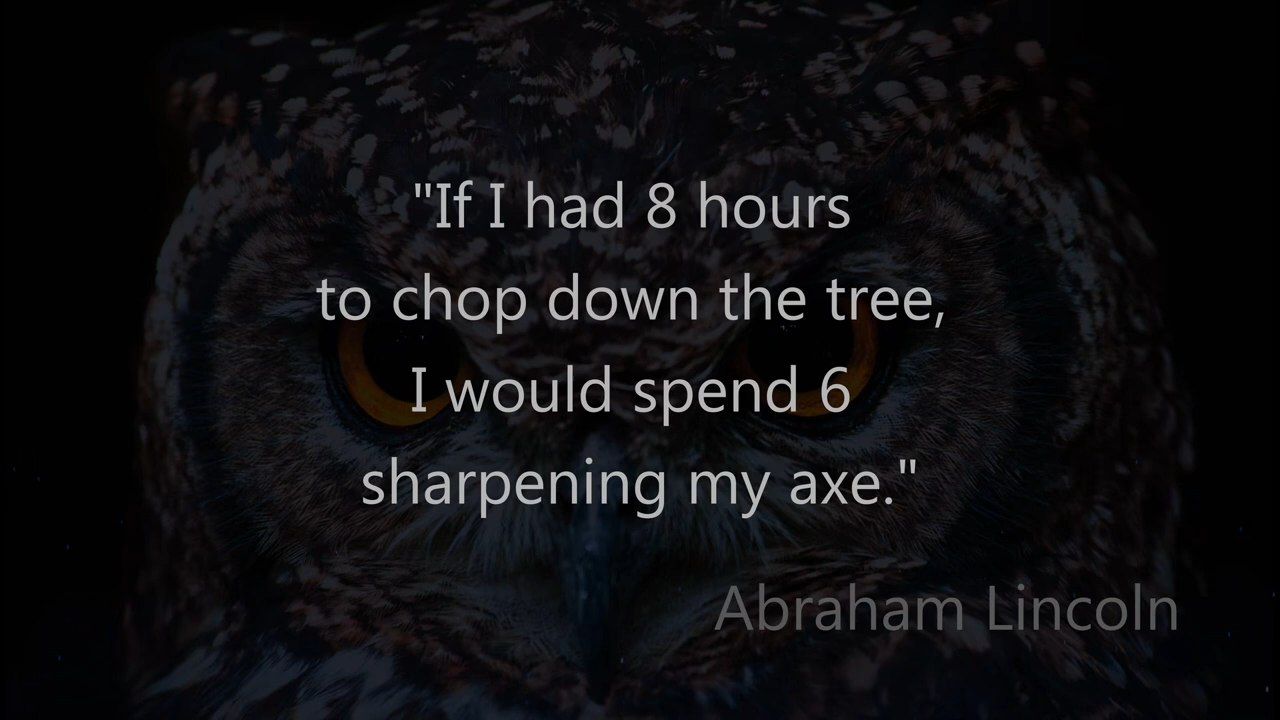 "If I had 8 hours
to chop down the tree,
I would spend 6
sharpening my axe."
Abraham Lincoln